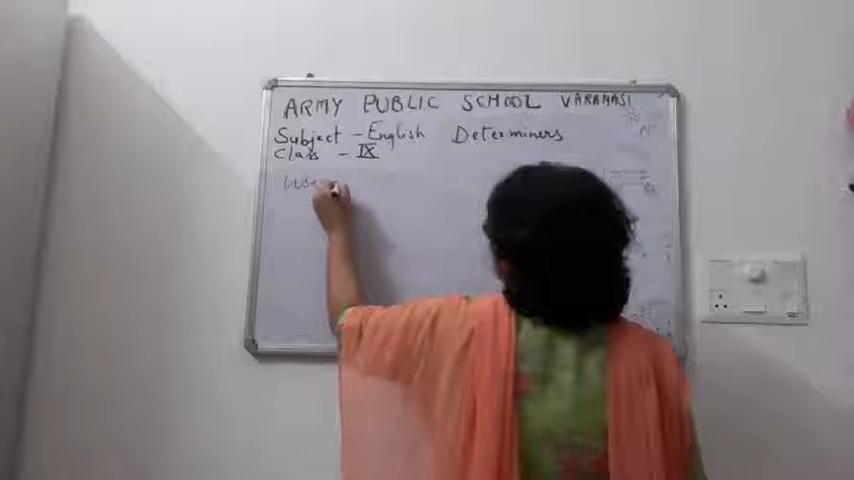 ARMY PUBLIC SCHOOL VARANASI
Subject - English Determiners
Class - IX